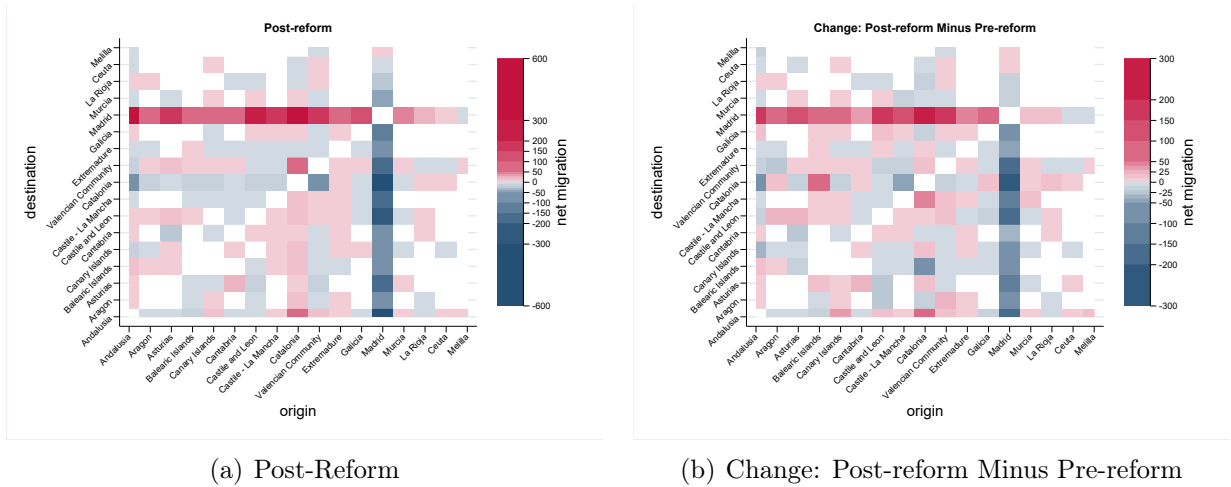 Post-reform
Melilla
Ceuta
La Rioja
Murcia
Madrid
Galicia
Extremadure
Valencian Community
Catalonia
Castile - La Mancha
Castile and Leon
Cantabria
Canary Islands
Balearic Islands
Asturias
Aragon
Andalusia
destination
Andalusia
Aragon
Asturias
Balearic Islands
Canary Islands
Cantabria
Castile and Leon
Castile - La Mancha
Catalonia
Valencian Community
Extremadure
Galicia
Madrid
Murcia
La Rioja
Ceuta
Melilla
origin
600
300
200
100
50
0
-50
-100
-150
-200
-300
-600
net migration
Change: Post-reform Minus Pre-reform
Melilla
Ceuta
La Rioja
Murcia
Madrid
Galicia
Extremadure
Valencian Community
Catalonia
Castile - La Mancha
Castile and Leon
Cantabria
Canary Islands
Balearic Islands
Asturias
Aragon
Andalusia
destination
Andalusia
Aragon
Asturias
Balearic Islands
Canary Islands
Cantabria
Castile and Leon
Castile - La Mancha
Catalonia
Valencian Community
Extremadure
Galicia
Madrid
Murcia
La Rioja
Ceuta
Melilla
origin
300
200
150
100
50
25
0
-25
-50
-100
-150
-200
-300
net migration
(a) Post-Reform
(b) Change: Post-reform Minus Pre-reform